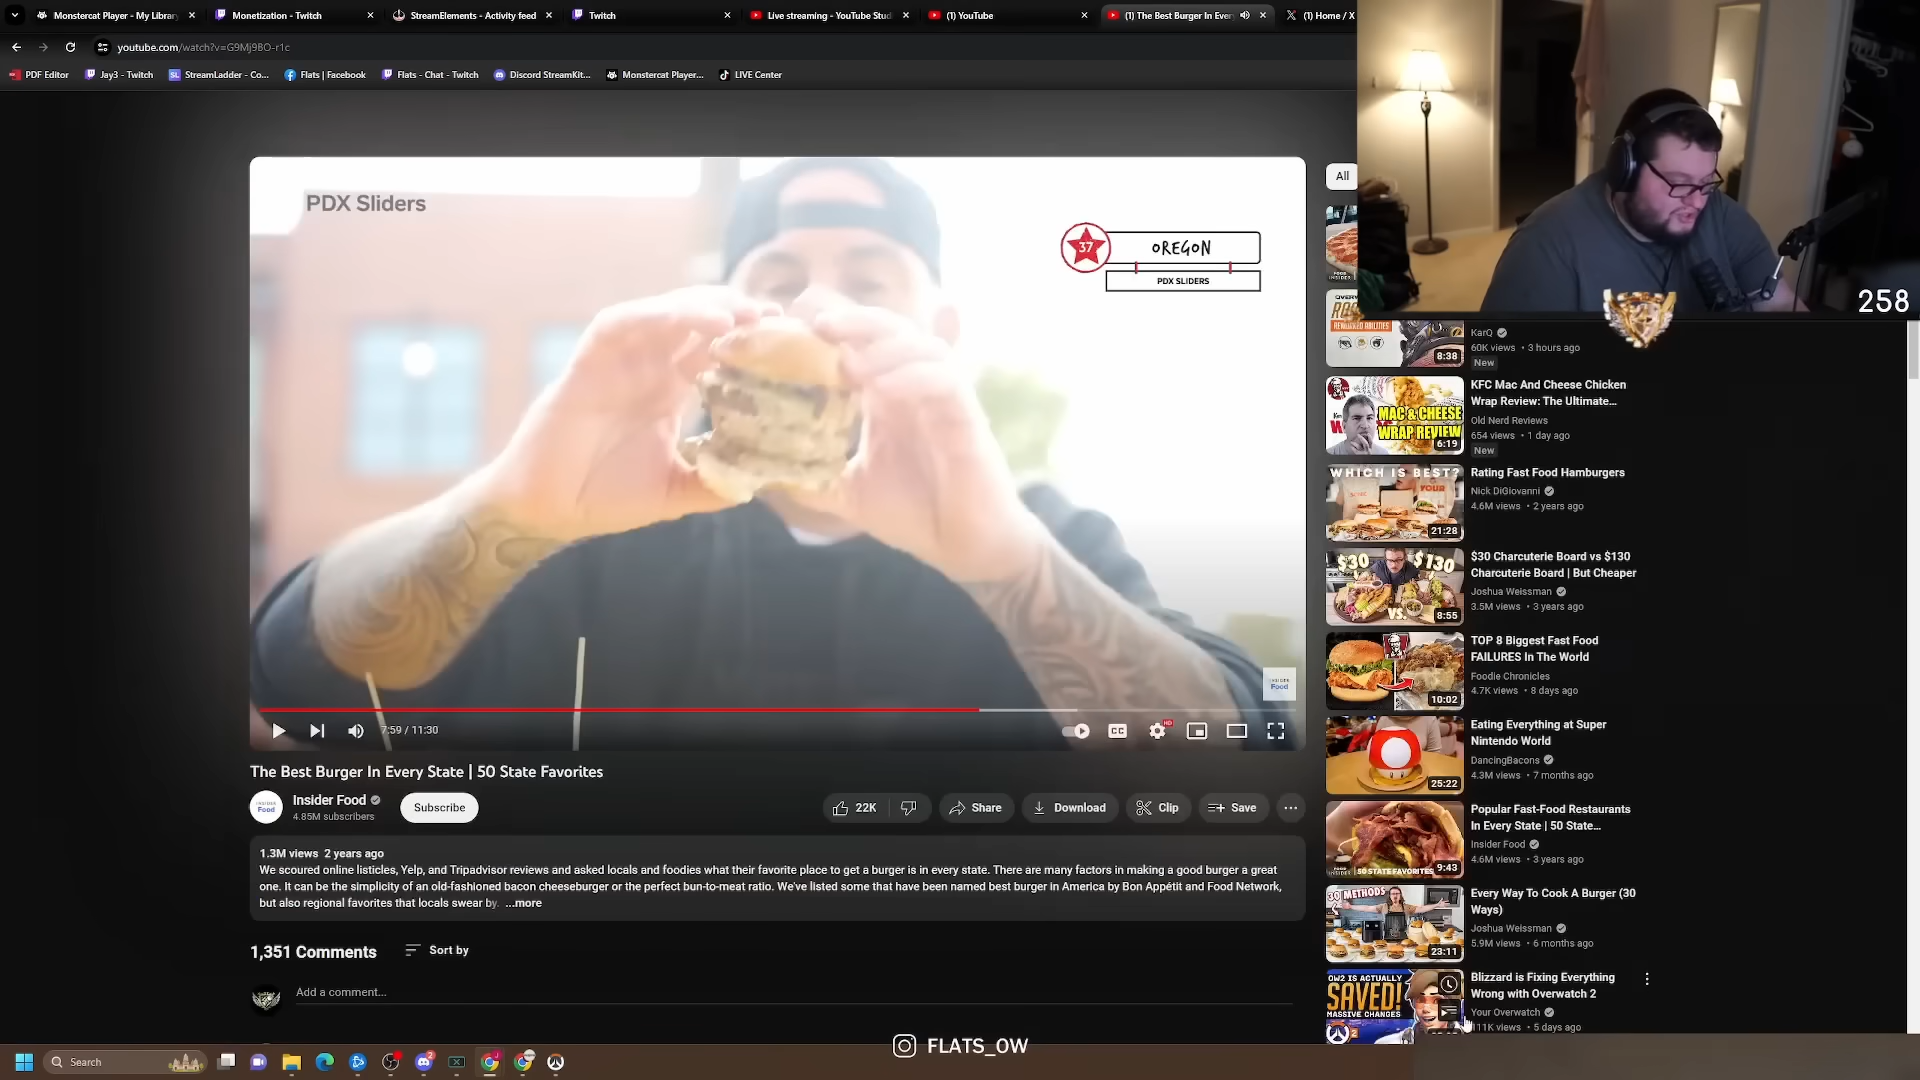 Monstercat Player - My Library
Monetization - Twitch
StreamElements - Activity feed
Twitch
Live streaming - YouTube Stud
(1) YouTube
(1) The Best Burger In Ever
(1) Home / X
youtube.com/watch?v=G9Mj9BO-r1c
PDF Editor
Jay3 - Twitch
StreamLadder - Co...
Flats | Facebook
Flats - Chat - Twitch
Discord StreamKit...
Monstercat Player...
LIVE Center
PDX Sliders
37
OREGON
PDX SLIDERS
Food
7:59 / 11:30
CC
HD
The Best Burger In Every State | 50 State Favorites
Insider Food
4.85M subscribers
Subscribe
22K
Share
Download
Clip
Save
1.3M views 2 years ago
We scoured online listicles, Yelp, and Tripadvisor reviews and asked locals and foodies what their favorite place to get a burger is in every state. There are many factors in making a good burger a great
one. It can be the simplicity of an old-fashioned bacon cheeseburger or the perfect bun-to-meat ratio. We've listed some that have been named best burger in America by Bon Appétit and Food Network,
but also regional favorites that locals swear by. ...more
1,351 Comments
Sort by
Add a comment...
All
258
8:38
KarQ
60K views • 3 hours ago
New
MAC & CHEESE
WRAP REVIEW
6:19
KFC Mac And Cheese Chicken
Wrap Review: The Ultimate...
Old Nerd Reviews
654 views • 1 day ago
New
WHICH IS BEST?
YOUR
21:28
Rating Fast Food Hamburgers
Nick DiGiovanni
4.6M views • 2 years ago
$30
$130
VS.
8:55
$30 Charcuterie Board vs $130
Charcuterie Board | But Cheaper
Joshua Weissman
3.5M views • 3 years ago
10:02
TOP 8 Biggest Fast Food
FAILURES In The World
Foodie Chronicles
4.7K views • 8 days ago
25:22
Eating Everything at Super
Nintendo World
DancingBacons
4.3M views • 7 months ago
50 STATE FAVORITES
9:43
Popular Fast-Food Restaurants
In Every State | 50 State...
Insider Food
4.6M views • 3 years ago
30 METHODS
23:11
Every Way To Cook A Burger (30
Ways)
Joshua Weissman
5.9M views • 6 months ago
OW2 IS ACTUALLY
SAVED!
MASSIVE CHANGES
Blizzard is Fixing Everything
Wrong with Overwatch 2
Your Overwatch
111K views • 5 days ago
FLATS_OW
Search